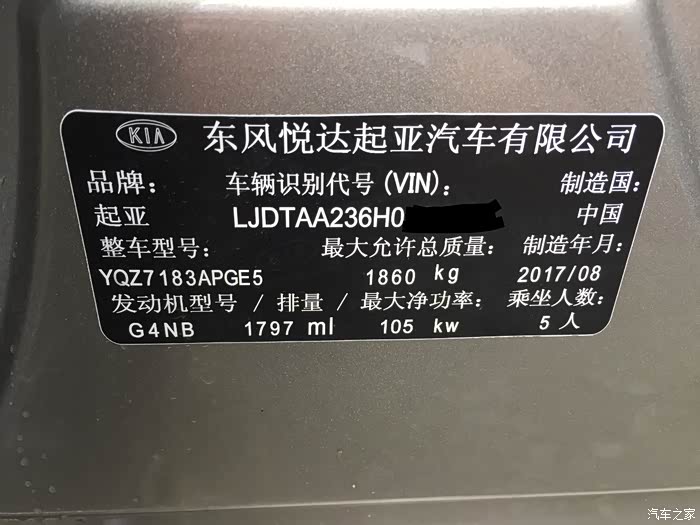 KIA 东风悦达起亚汽车有限公司
品牌: 车辆识别代号(VIN): 制造国:
起亚 LJDTAA236H0 中国
整车型号: 最大允许总质量: 制造年月:
YQZ7183APGE5 1860 kg 2017/08
发动机型号 / 排量 / 最大净功率: 乘坐人数:
G4NB 1797 ml 105 kw 5 人
汽车之家